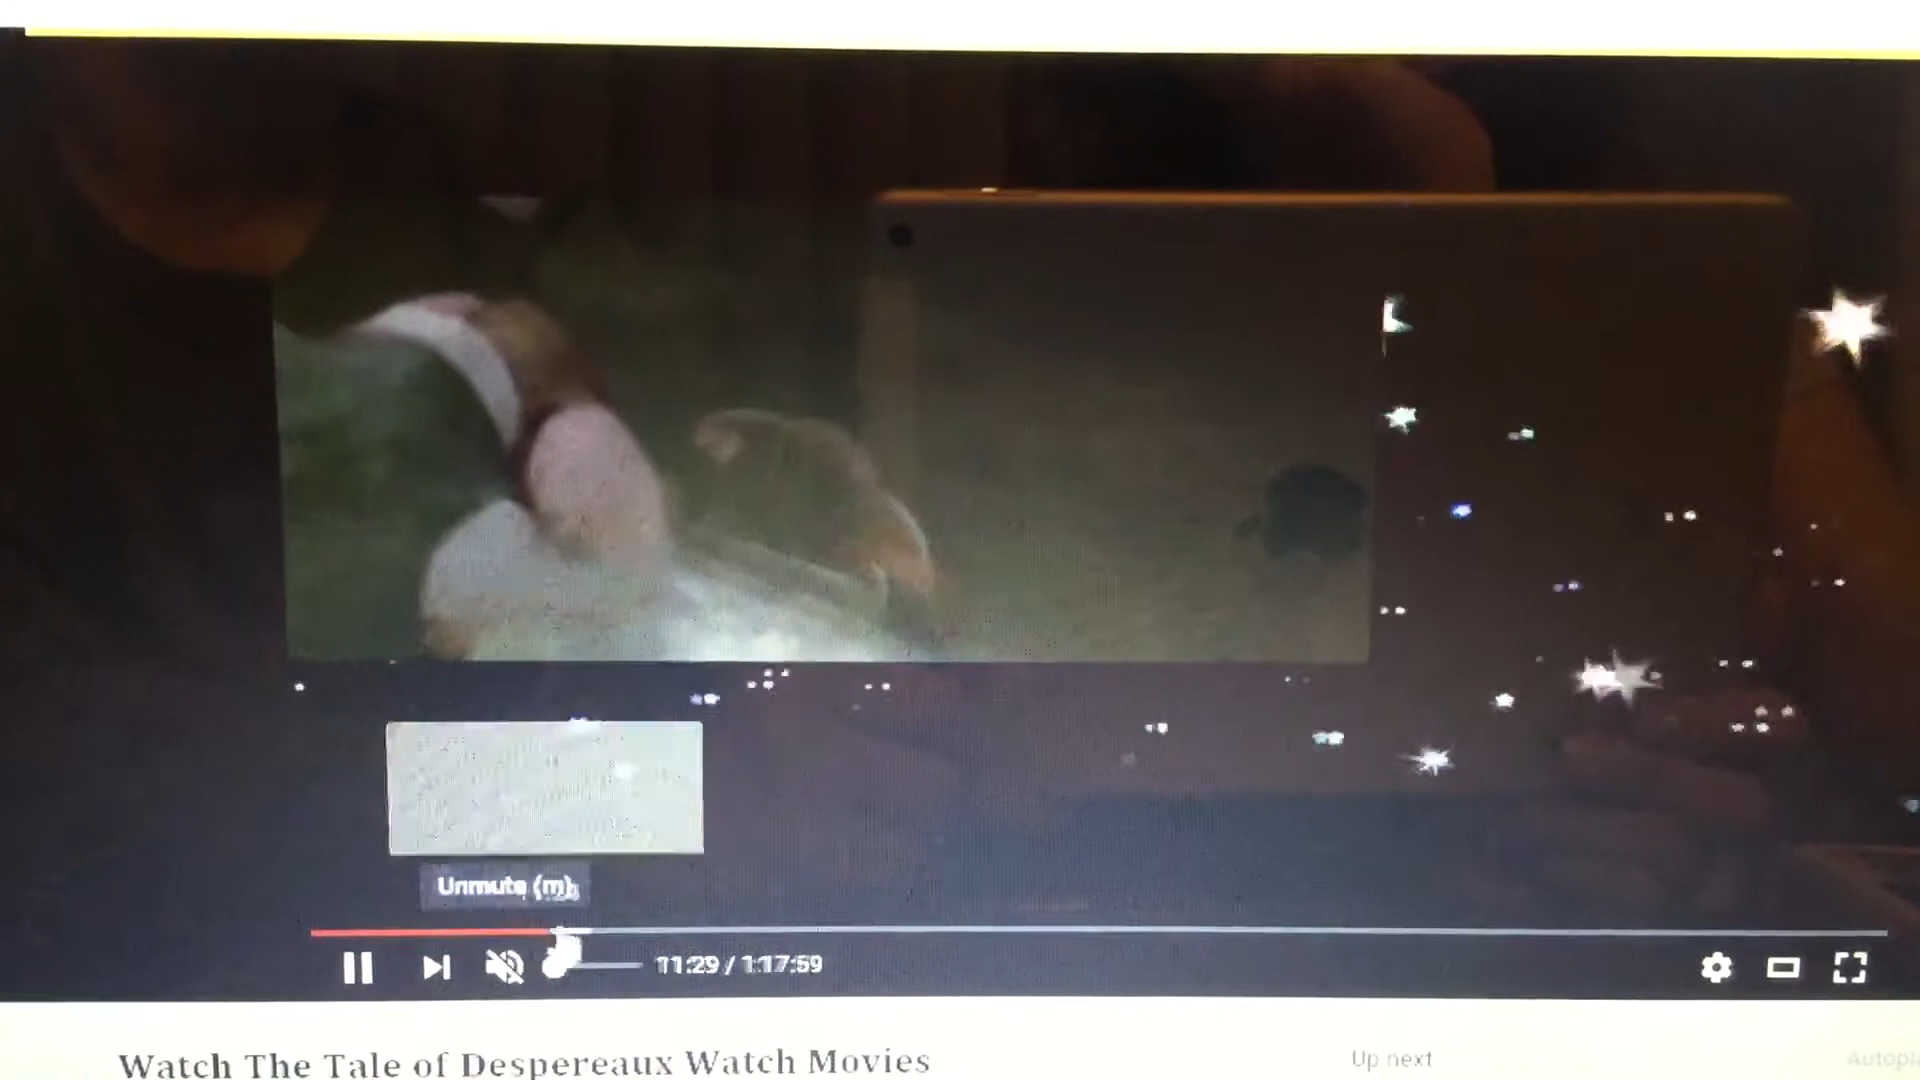 Unmute (m)
11:29 / 1:17:59
Watch The Tale of Despereaux Watch Movies
Up next